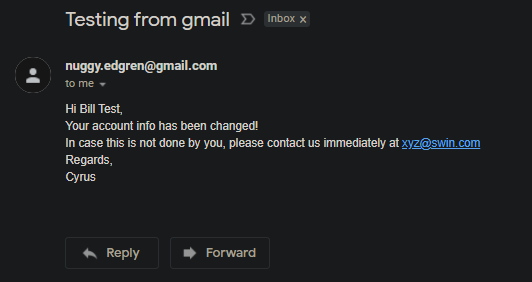 Testing from gmail
Inbox x
nuggy.edgren@gmail.com
to me
Hi Bill Test,
Your account info has been changed!
In case this is not done by you, please contact us immediately at xyz@swin.com
Regards,
Cyrus
Reply
Forward